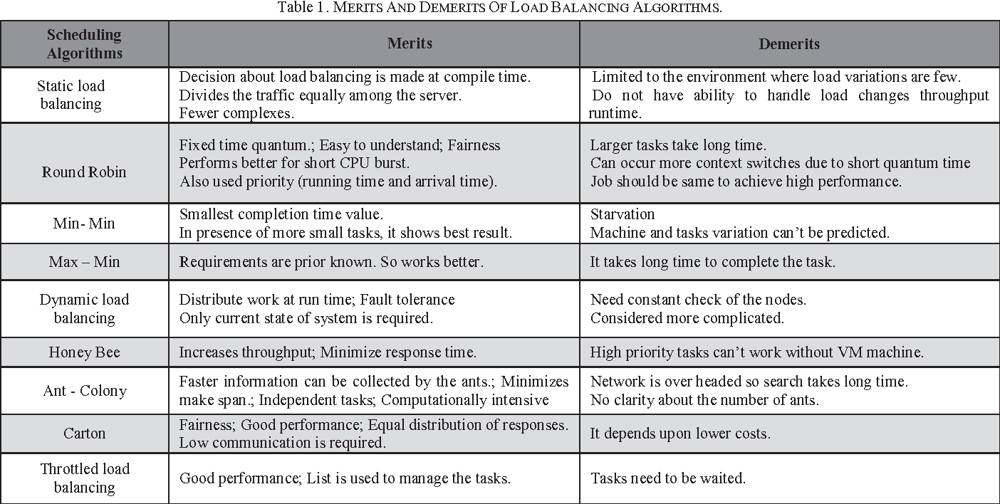 Table 1. MERITS AND DEMERITS OF LOAD BALANCING ALGORITHMS.
Scheduling
Algorithms
Merits
Demerits
Static load
balancing
Decision about load balancing is made at compile time.
Divides the traffic equally among the server.
Fewer complexes.
Limited to the environment where load variations are few.
Do not have ability to handle load changes throughput
runtime.
Round Robin
Fixed time quantum.; Easy to understand; Fairness
Performs better for short CPU burst.
Also used priority (running time and arrival time).
Larger tasks take long time.
Can occur more context switches due to short quantum time
Job should be same to achieve high performance.
Min- Min
Smallest completion time value.
In presence of more small tasks, it shows best result.
Starvation
Machine and tasks variation can’t be predicted.
Max – Min
Requirements are prior known. So works better.
It takes long time to complete the task.
Dynamic load
balancing
Distribute work at run time; Fault tolerance
Only current state of system is required.
Need constant check of the nodes.
Considered more complicated.
Honey Bee
Increases throughput; Minimize response time.
High priority tasks can’t work without VM machine.
Ant - Colony
Faster information can be collected by the ants.; Minimizes
make span.; Independent tasks; Computationally intensive
Network is over headed so search takes long time.
No clarity about the number of ants.
Carton
Fairness; Good performance; Equal distribution of responses.
Low communication is required.
It depends upon lower costs.
Throttled load
balancing
Good performance; List is used to manage the tasks.
Tasks need to be waited.